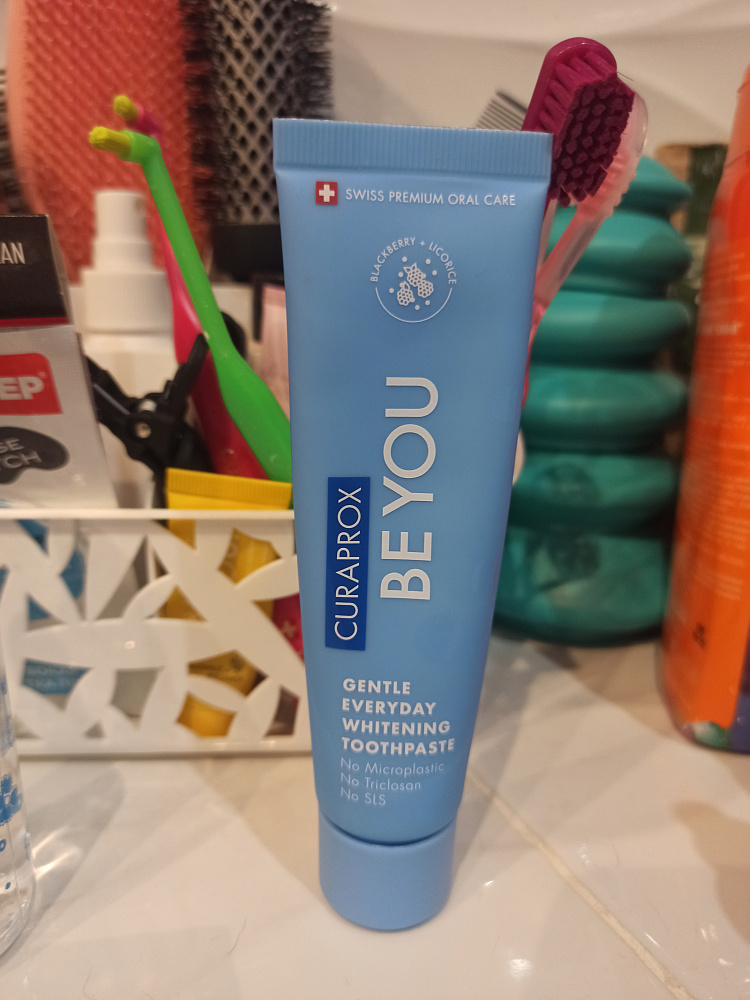 SWISS PREMIUM ORAL CARE
BLACKBERRY + LICORICE
BE YOU
CURAPROX
GENTLE
EVERYDAY
WHITENING
TOOTHPASTE
No Microplastic
No Triclosan
No SLS